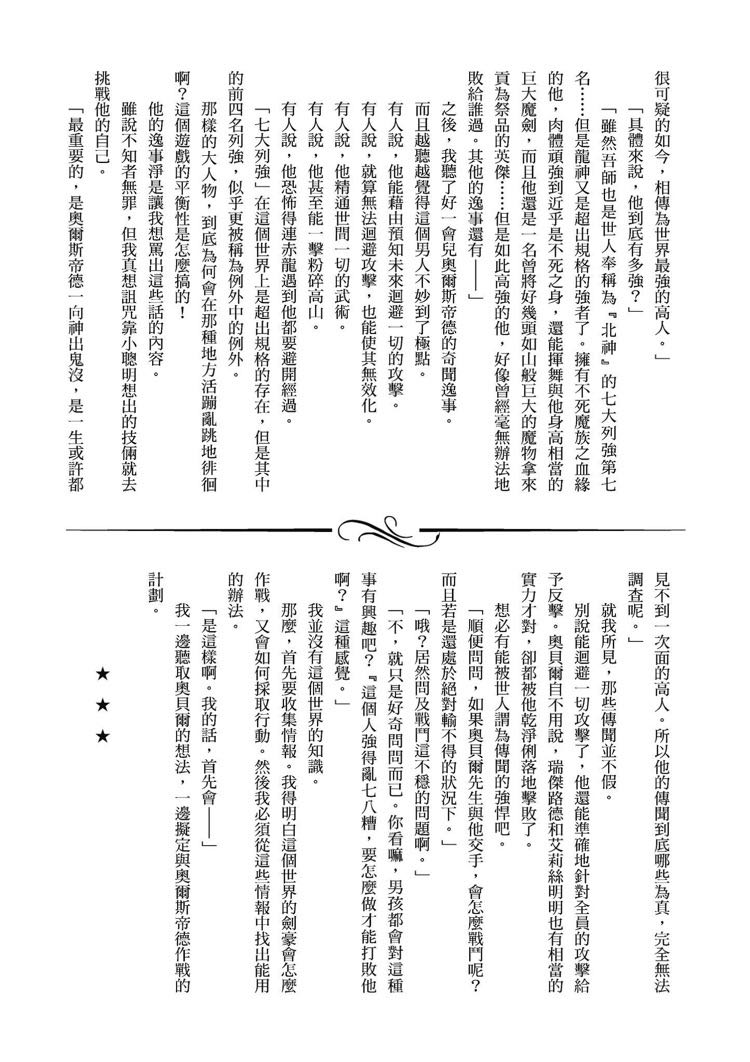 很可疑的如今，相傳為世界最強的高人。」
「具體來說，他到底有多強？」
「雖然吾師也是世人奉稱為『北神』的七大列強第七
名……但是龍神又是超出規格的強者了。擁有不死魔族之血緣
的他，肉體頑強到近乎是不死之身，還能揮舞與他身高相當的
巨大魔劍，而且他還是一名曾將好幾頭如山般巨大的魔物拿來
貢為祭品的英傑……但是如此高強的他，好像曾經毫無辦法地
敗給誰過。其他的逸事還有——」
之後，我聽了好一會兒奧爾斯帝德的奇聞逸事。
而且越聽越覺得這個男人不妙到了極點。
有人說，他能藉由預知未來迴避一切的攻擊。
有人說，就算無法迴避攻擊，也能使其無效化。
有人說，他精通世間一切的武術。
有人說，他甚至能一擊粉碎高山。
有人說，他恐怖得連赤龍遇到他都要避開經過。
「七大列強」在這個世界上是超出規格的存在，但是其中
的前四名列強，似乎更被稱為例外中的例外。
那樣的大人物，到底為何會在那種地方活蹦亂跳地徘徊
啊？這個遊戲的平衡性是怎麼搞的！
他的逸事淨是讓我想罵出這些話的內容。
雖說不知者無罪，但我真想詛咒靠小聰明想出的技倆就去
挑戰他的自己。
「最重要的，是奧爾斯帝德一向神出鬼沒，是一生或許都
見不到一次面的高人。所以他的傳聞到底哪些為真，完全無法
調查呢。」
就我所見，那些傳聞並不假。
別說能迴避一切攻擊了，他還能準確地針對全員的攻擊給
予反擊。奧貝爾自不用說，瑞傑路德和艾莉絲明明也有相當的
實力才對，卻都被他乾淨俐落地擊敗了。
想必有能被世人謂為傳聞的強悍吧。
「順便問問，如果奧貝爾先生與他交手，會怎麼戰鬥呢？
而且若是還處於絕對輸不得的狀況下。」
「哦？居然問及戰鬥這不穩的問題啊。」
「不，就只是好奇問問而已。你看嘛，男孩都會對這種
事有興趣吧？『這個人強得亂七八糟，要怎麼做才能打敗他
啊？』這種感覺。」
我並沒有這個世界的知識。
那麼，首先要收集情報。我得明白這個世界的劍豪會怎麼
作戰，又會如何採取行動。然後我必須從這些情報中找出能用
的辦法。
「是這樣啊。我的話，首先會——」
我一邊聽取奧貝爾的想法，一邊擬定與奧爾斯帝德作戰的
計劃。
★ ★ ★